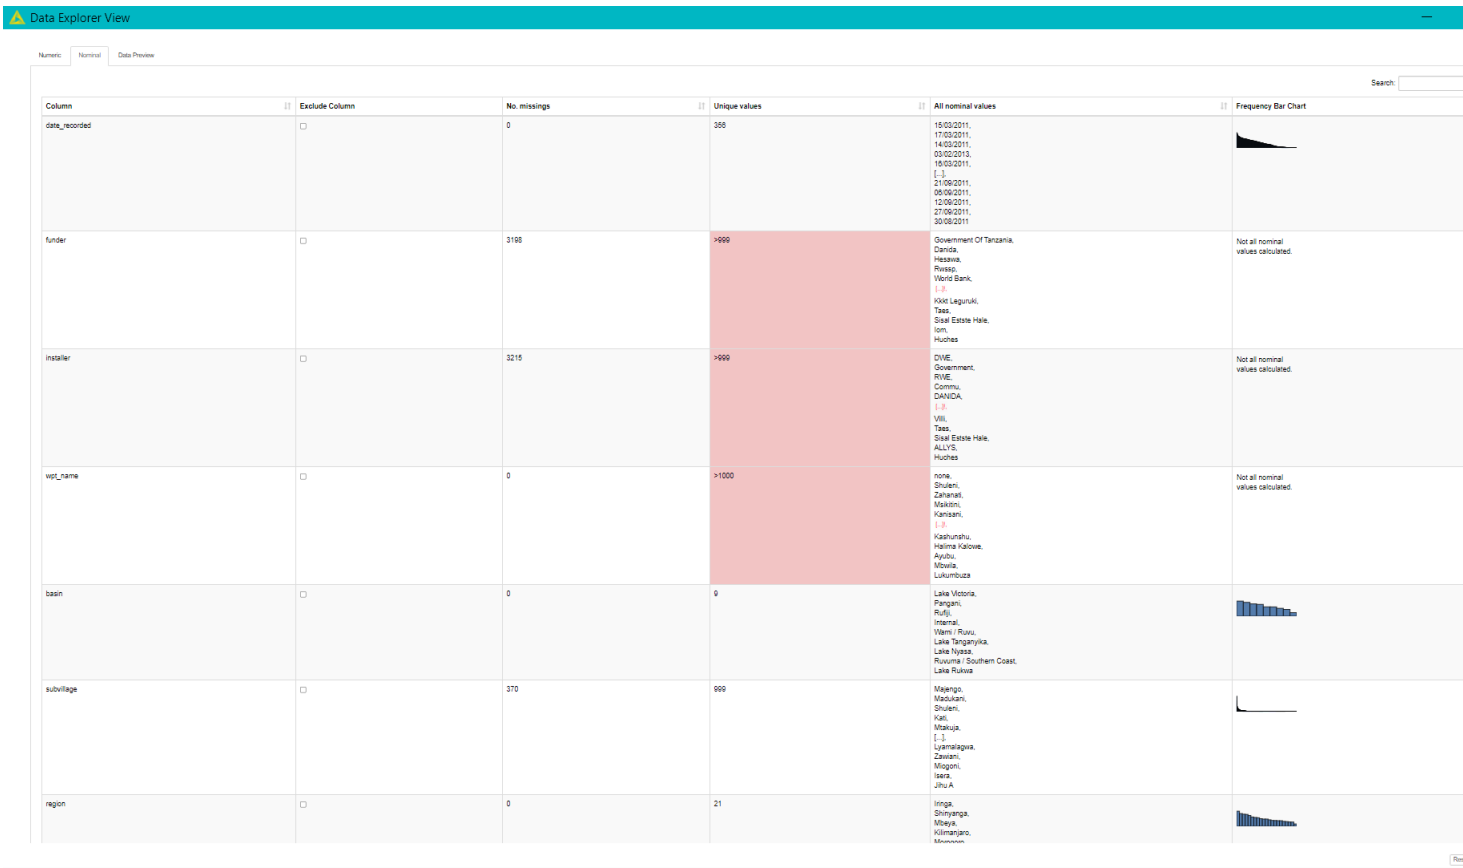 Data Explorer View
Numeric Nominal Data Preview
Search:
Column Exclude Column No. missings Unique values All nominal values Frequency Bar Chart
date_recorded 0 356 15/03/2011,
17/03/2011,
14/03/2011,
03/02/2013,
16/03/2011,
[...],
21/09/2011,
06/09/2011,
12/09/2011,
27/09/2011,
30/08/2011
funder 3198 >999 Government Of Tanzania, Not all nominal
Danida, values calculated.
Hesawa,
Rwssp,
World Bank,
[...],
Kkkt Leguruki,
Taes,
Sisal Estste Hale,
Iom,
Huches
installer 3215 >999 DWE, Not all nominal
Government, values calculated.
RWE,
Commu,
DANIDA,
[...],
Villi,
Taes,
Sisal Estste Hale,
ALLYS,
Huches
wpt_name 0 >1000 none, Not all nominal
Shuleni, values calculated.
Zahanati,
Msikitini,
Kanisani,
[...],
Kashunshu,
Halima Kalowe,
Ayubu,
Mbwila,
Lukumbuza
basin 0 9 Lake Victoria,
Pangani,
Rufiji,
Internal,
Wami / Ruvu,
Lake Tanganyika,
Lake Nyasa,
Ruvuma / Southern Coast,
Lake Rukwa
subvillage 370 999 Majengo,
Madukani,
Shuleni,
Kati,
Mtakuja,
[...],
Lyamalagwa,
Zawiani,
Miogoni,
Isera,
Jihu A
region 0 21 Iringa,
Shinyanga,
Mbeya,
Kilimanjaro,
Morogoro,